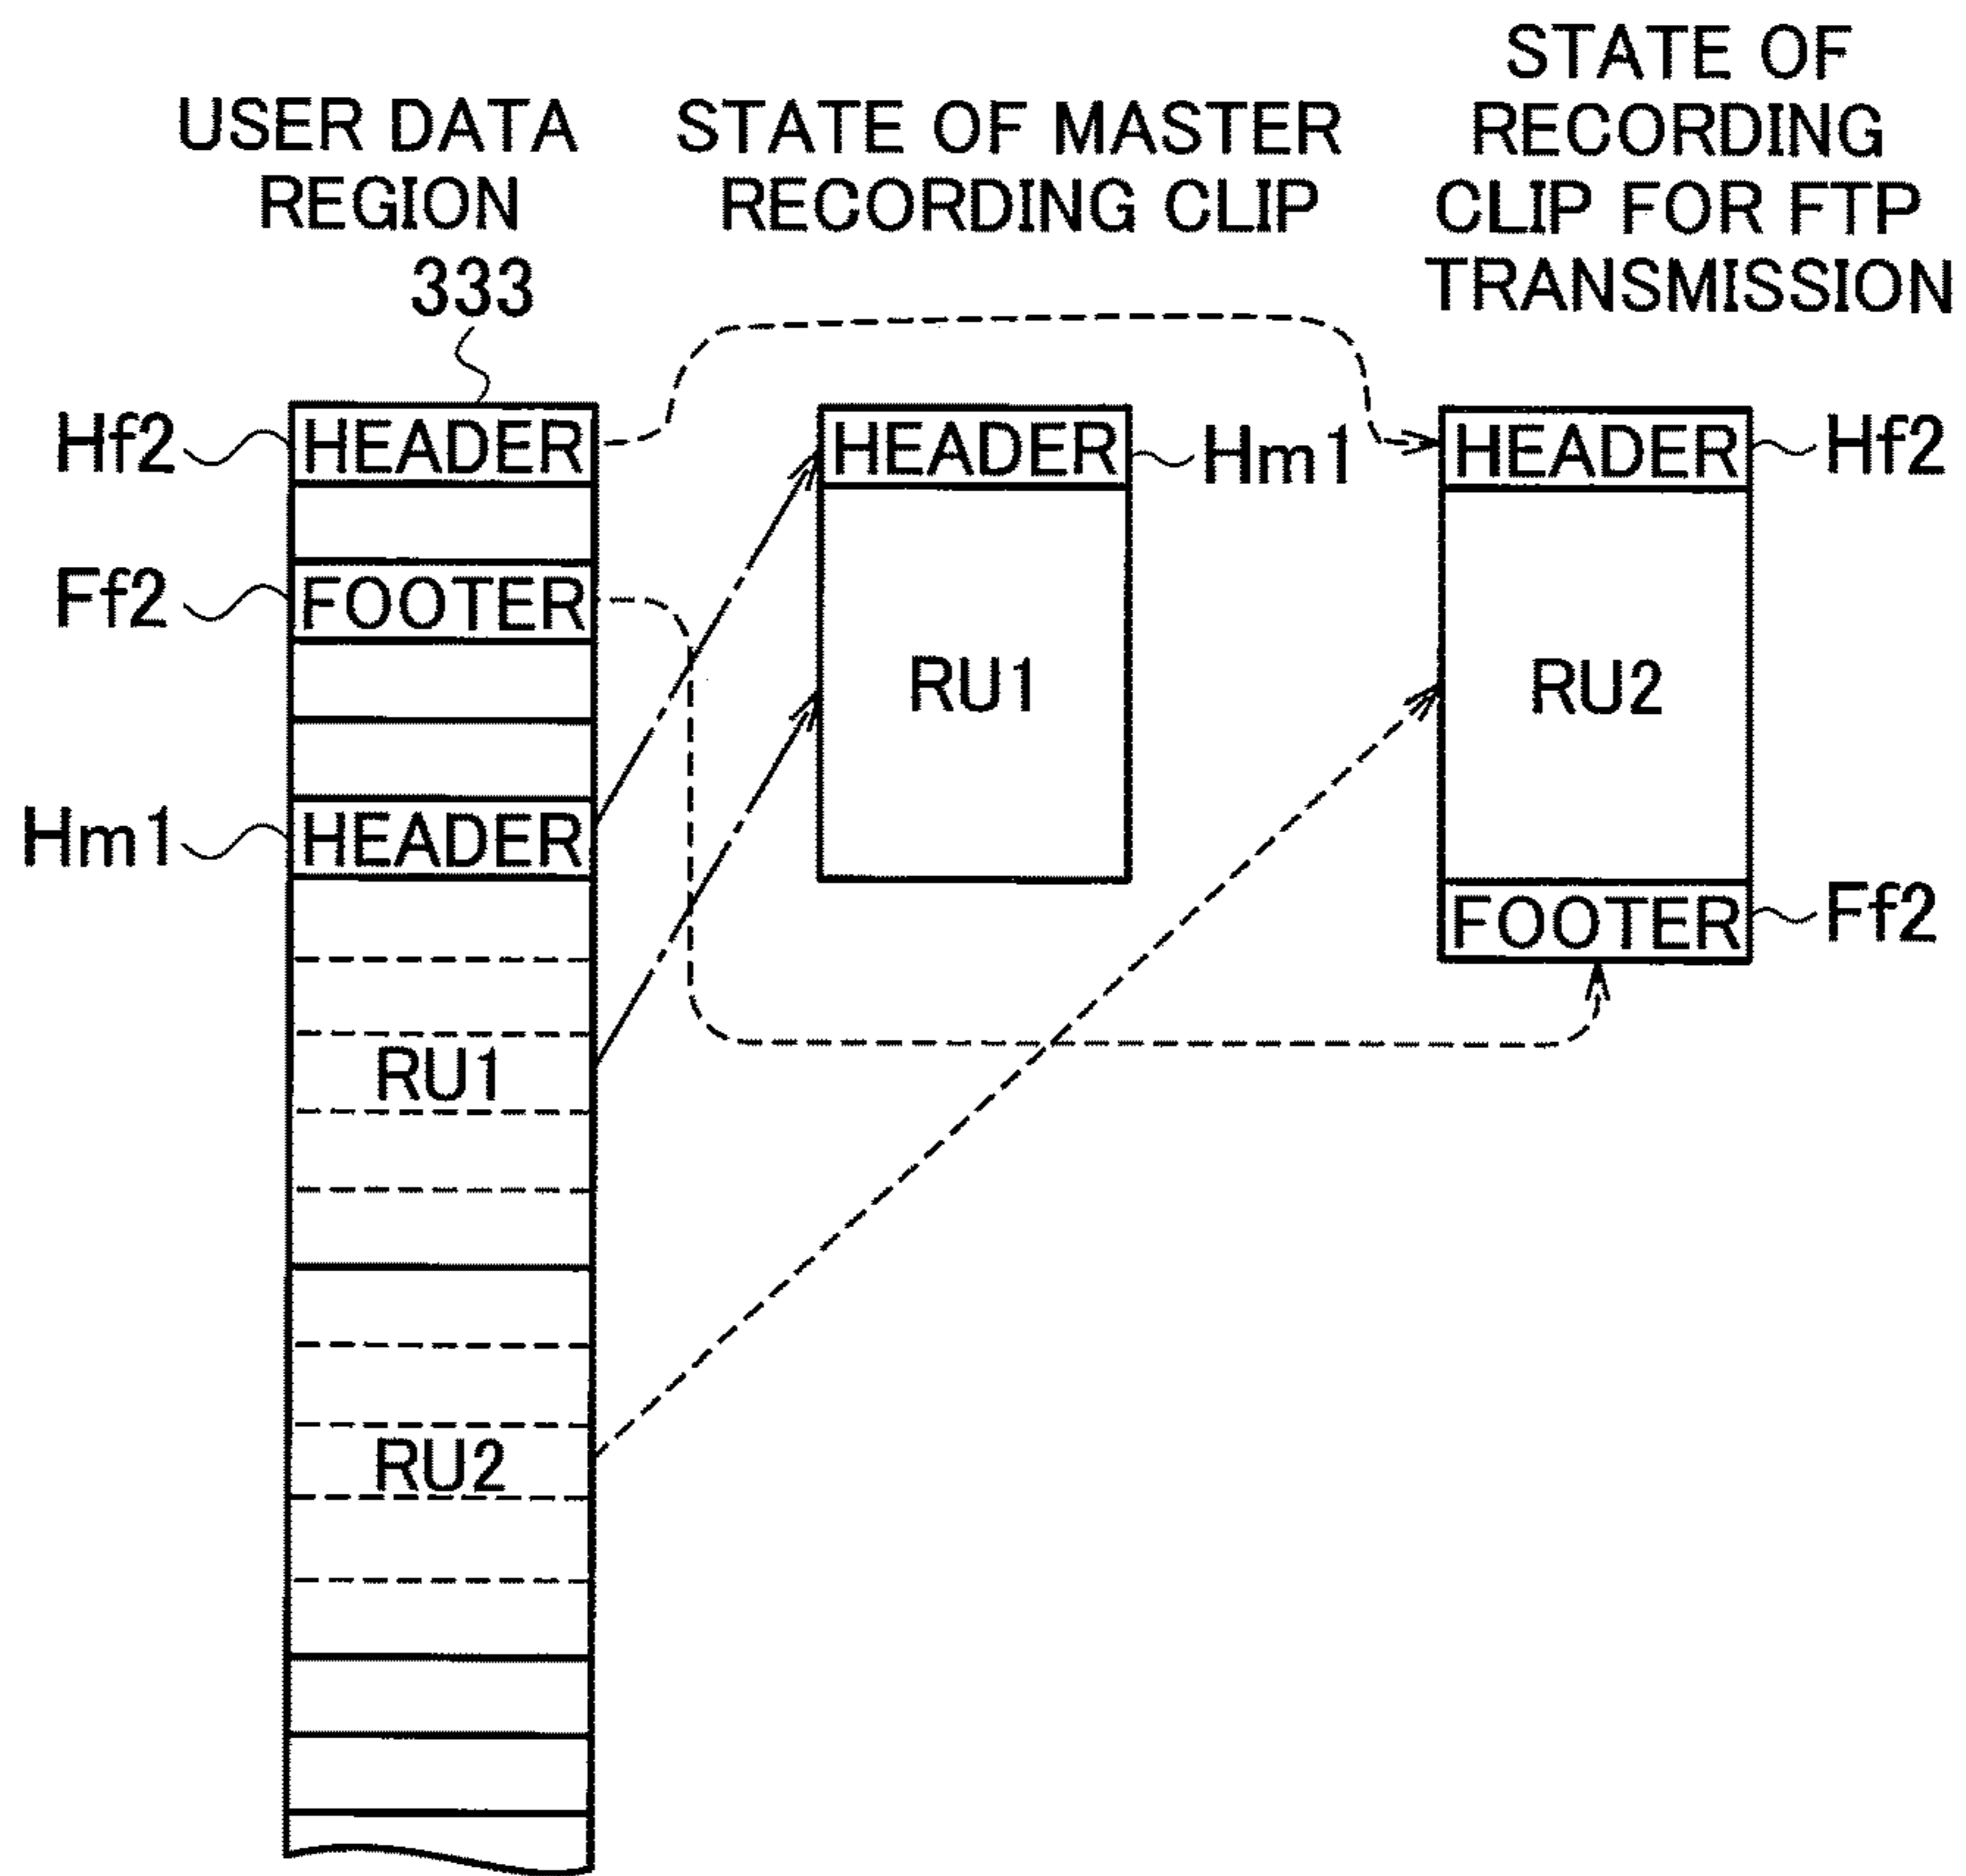 USER DATA
REGION
333
STATE OF MASTER
RECORDING CLIP
STATE OF
RECORDING
CLIP FOR FTP
TRANSMISSION
Hf2
HEADER
Ff2
FOOTER
Hm1
HEADER
RU1
RU2
HEADER
Hm1
RU1
HEADER
Hf2
RU2
FOOTER
Ff2